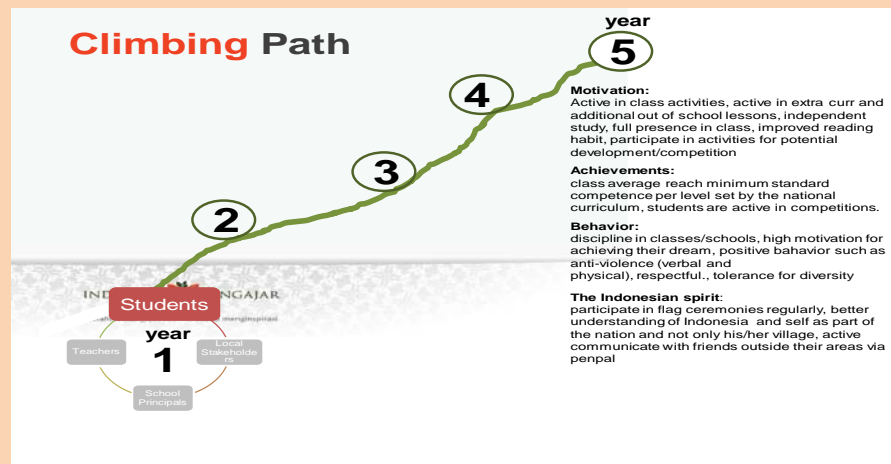 Climbing Path
year
5
4
3
2
Motivation:
Active in class activities, active in extra curr and
additional out of school lessons, independent
study, full presence in class, improved reading
habit, participate in activities for potential
development/competition
Achievements:
class average reach minimum standard
competence per level set by the national
curriculum, students are active in competitions.
Behavior:
discipline in classes/schools, high motivation for
achieving their dream, positive bahavior such as
anti-violence (verbal and
physical), respectful., tolerance for diversity
The Indonesian spirit:
participate in flag ceremonies regularly, better
understanding of Indonesia and self as part of
the nation and not only his/her village, active
communicate with friends outside their areas via
penpal
IND NGAJAR
Students
menginspirasi
year
1
Teachers
Local
Stakeholde
rs
School
Principals